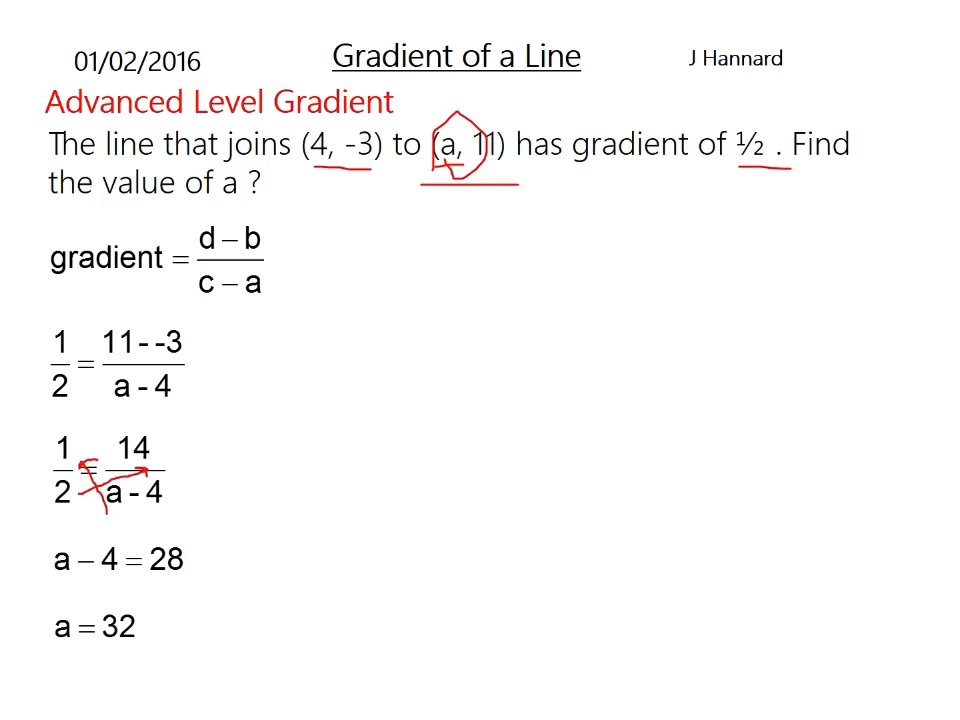 01/02/2016 Gradient of a Line J Hannard
Advanced Level Gradient
The line that joins (4, -3) to (a, 11) has gradient of ½ . Find
the value of a ?
gradient = d – b / c – a
1/2 = 11- -3 / a - 4
1/2 = 14 / a - 4
a – 4 = 28
a = 32